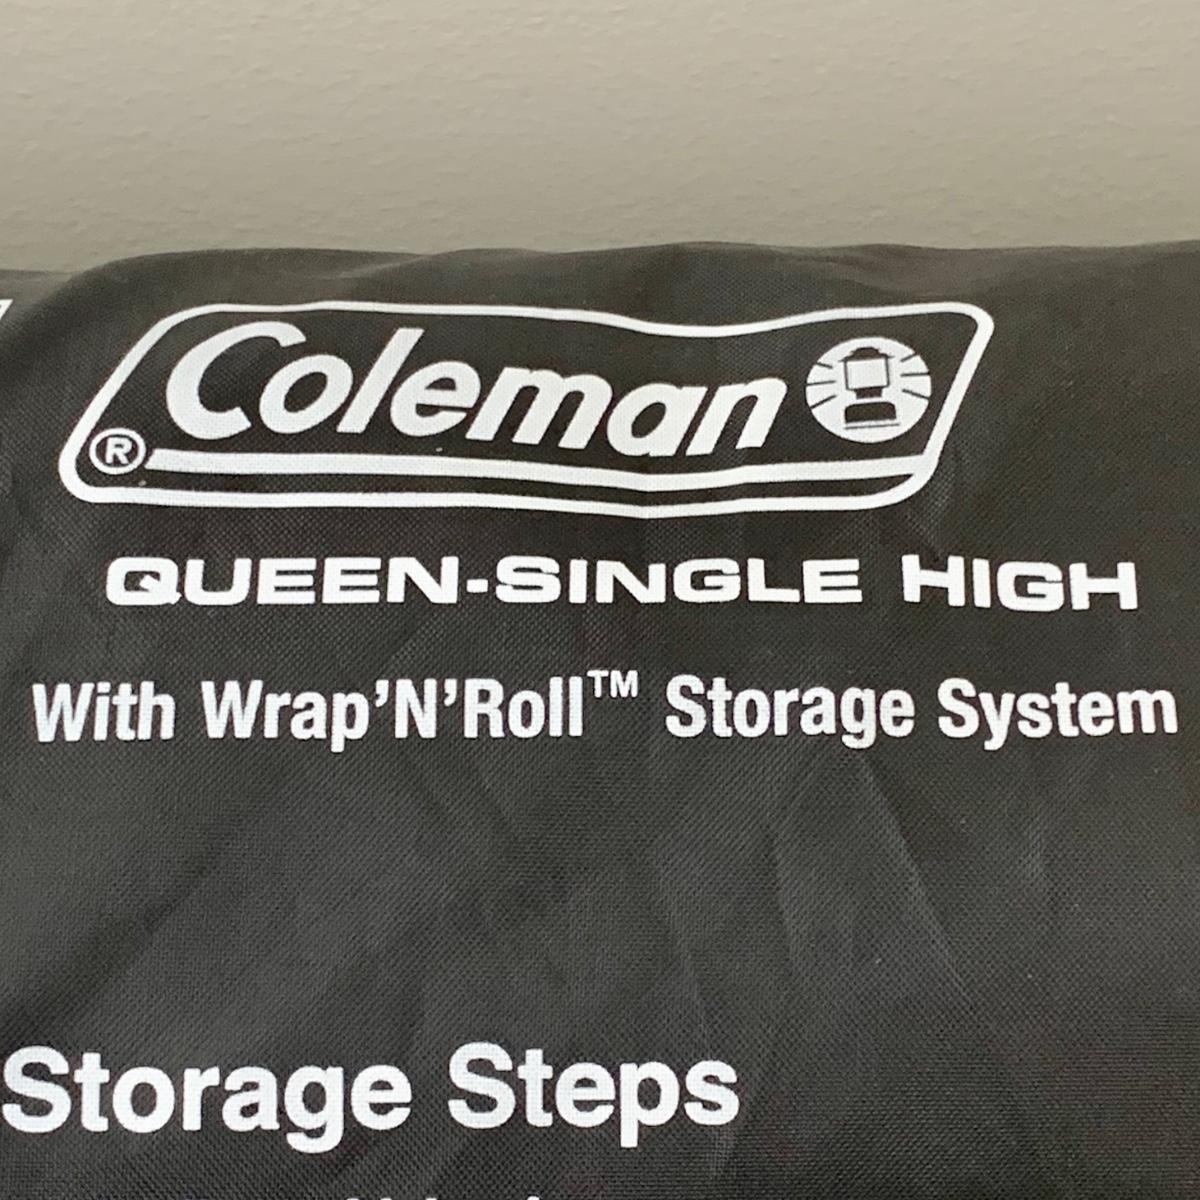 Coleman
®
QUEEN-SINGLE HIGH
With Wrap’N’Roll™ Storage System
Storage Steps